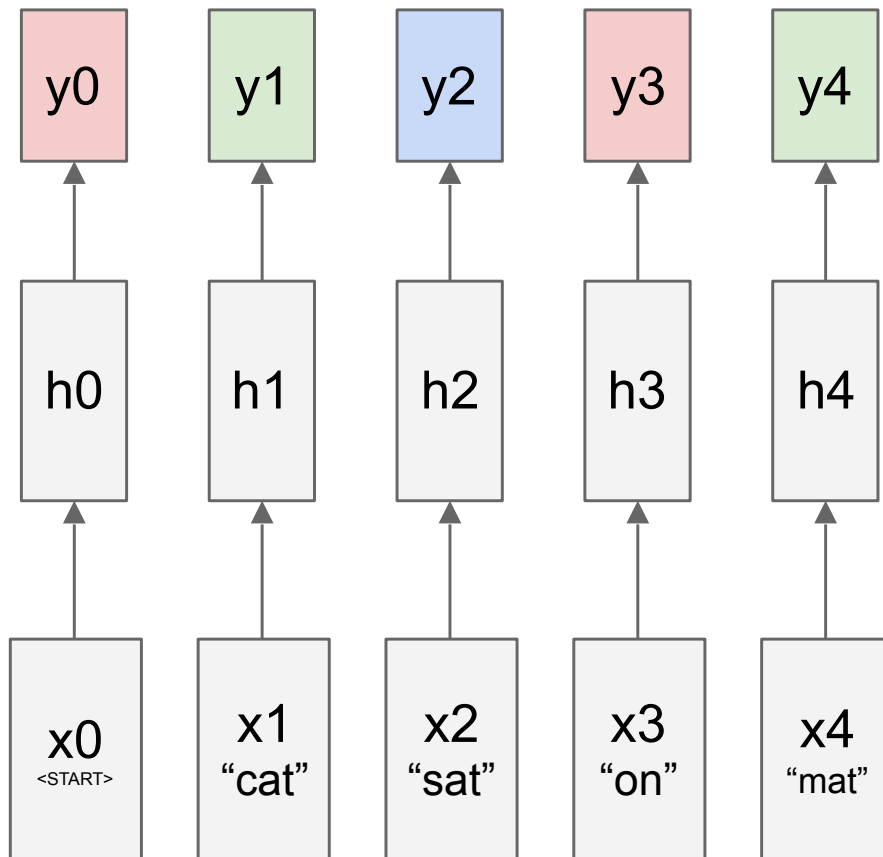 y0 y1 y2 y3 y4
h0 h1 h2 h3 h4
x0 x1 x2 x3 x4
<START> “cat” “sat” “on” “mat”